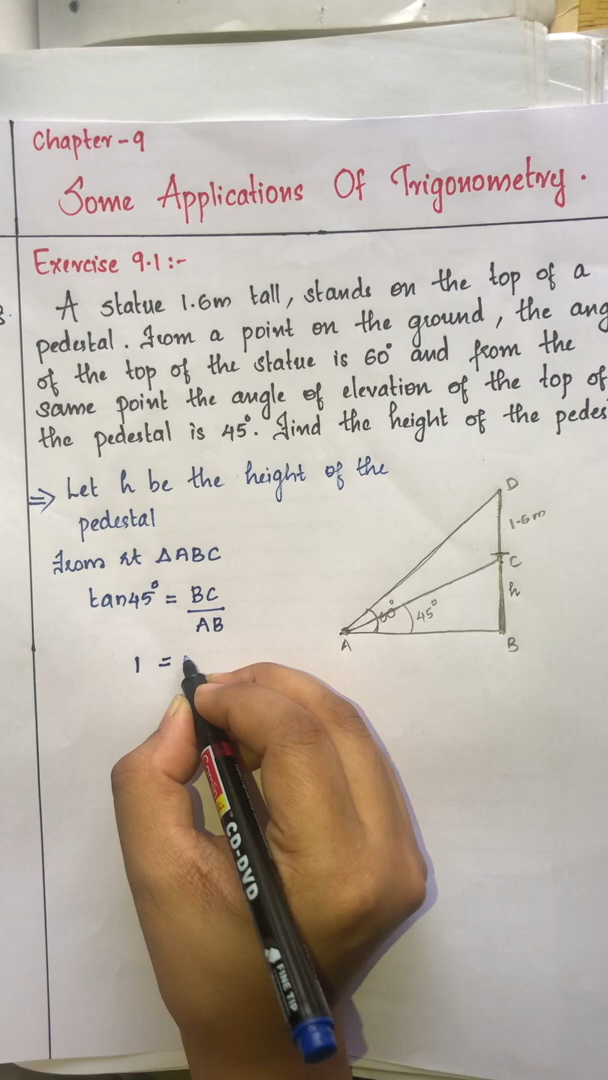 Chapter-9
Some Applications Of Trigonometry.
Exercise 9.1:-
A statue 1.6m tall, stands on the top of a
pedestal. From a point on the ground, the ang
of the top of the statue is 60° and from the
same point the angle of elevation of the top of
the pedestal is 45°. Find the height of the pedes
⇒ Let h be the height of the
pedestal
From rt △ABC
tan45° = BC
AB
1 =
D
1.6m
C
h
60°
45°
A
B
Camlin
CD-DVD
FINE TIP